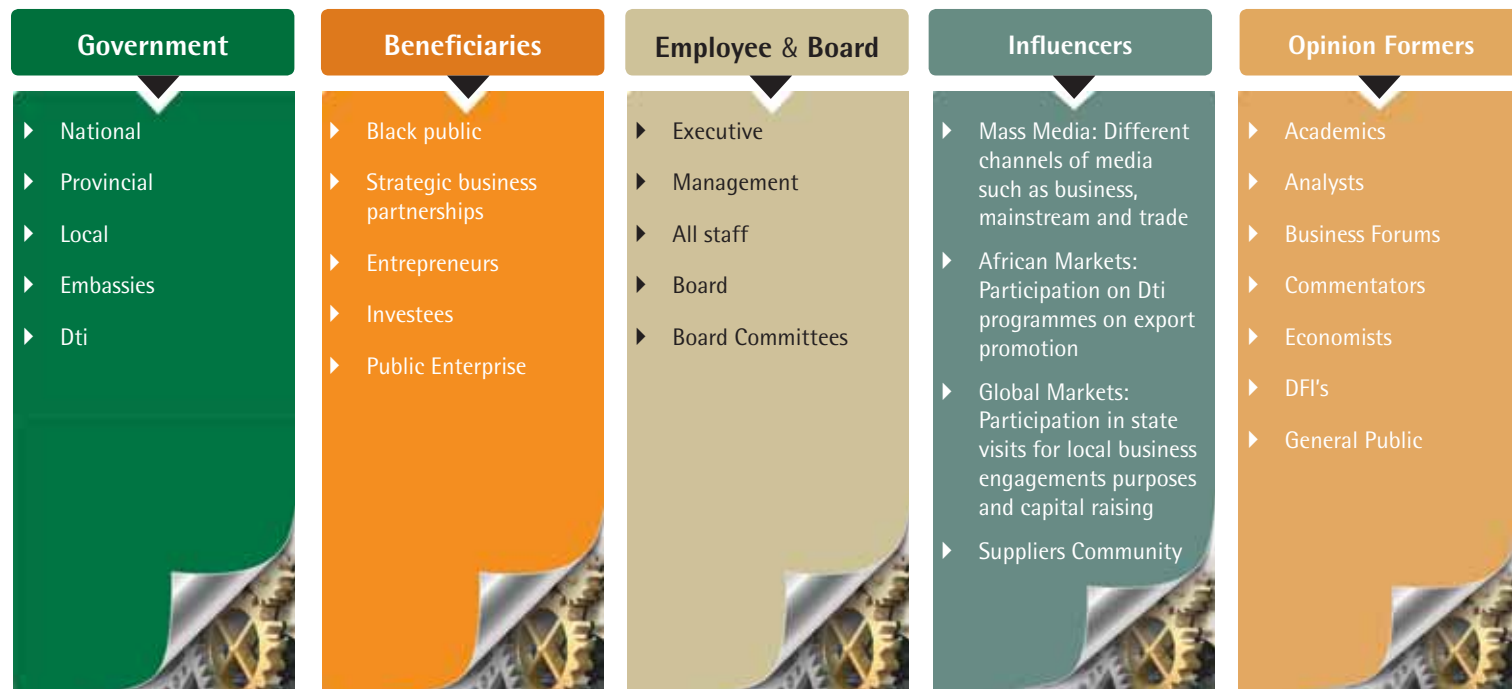 Government
National
Provincial
Local
Embassies
Dti
Beneficiaries
Black public
Strategic business
partnerships
Entrepreneurs
Investees
Public Enterprise
Employee & Board
Executive
Management
All staff
Board
Board Committees
Influencers
Mass Media: Different
channels of media
such as business,
mainstream and trade
African Markets:
Participation on Dti
programmes on export
promotion
Global Markets:
Participation in state
visits for local business
engagements purposes
and capital raising
Suppliers Community
Opinion Formers
Academics
Analysts
Business Forums
Commentators
Economists
DFI's
General Public